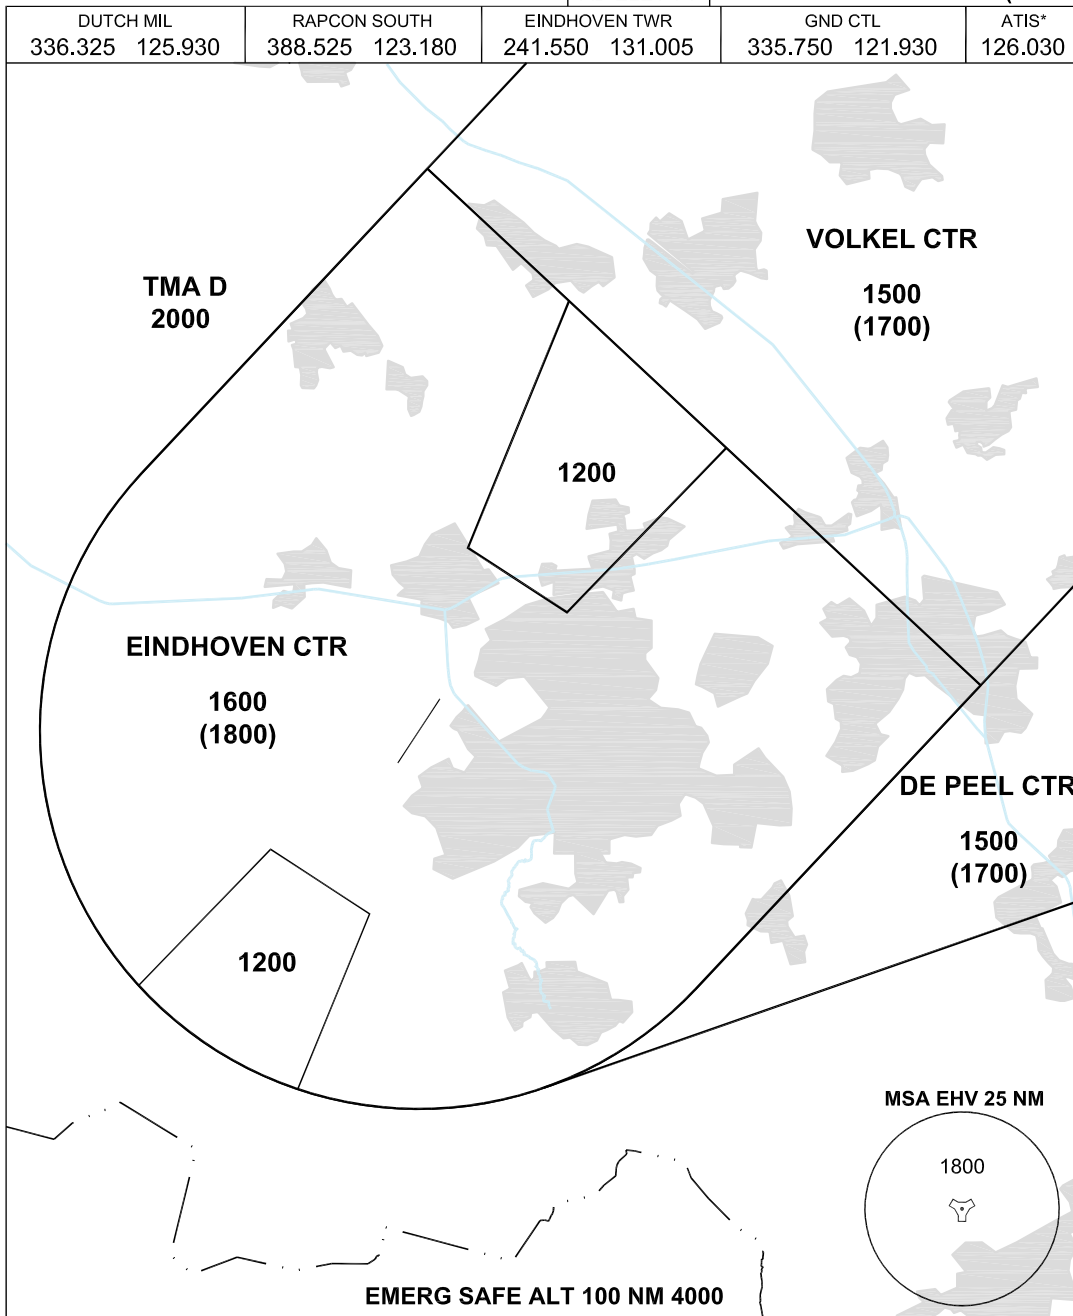 DUTCH MIL
336.325 125.930
RAPCON SOUTH
388.525 123.180
EINDHOVEN TWR
241.550 131.005
GND CTL
335.750 121.930
ATIS*
126.030
VOLKEL CTR
1500
(1700)
TMA D
2000
1200
EINDHOVEN CTR
1600
(1800)
DE PEEL CTR
1500
(1700)
1200
MSA EHV 25 NM
1800
EMERG SAFE ALT 100 NM 4000